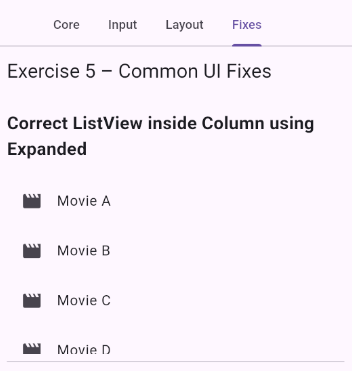 Core Input Layout Fixes
Exercise 5 – Common UI Fixes
Correct ListView inside Column using
Expanded
Movie A
Movie B
Movie C
Movie D